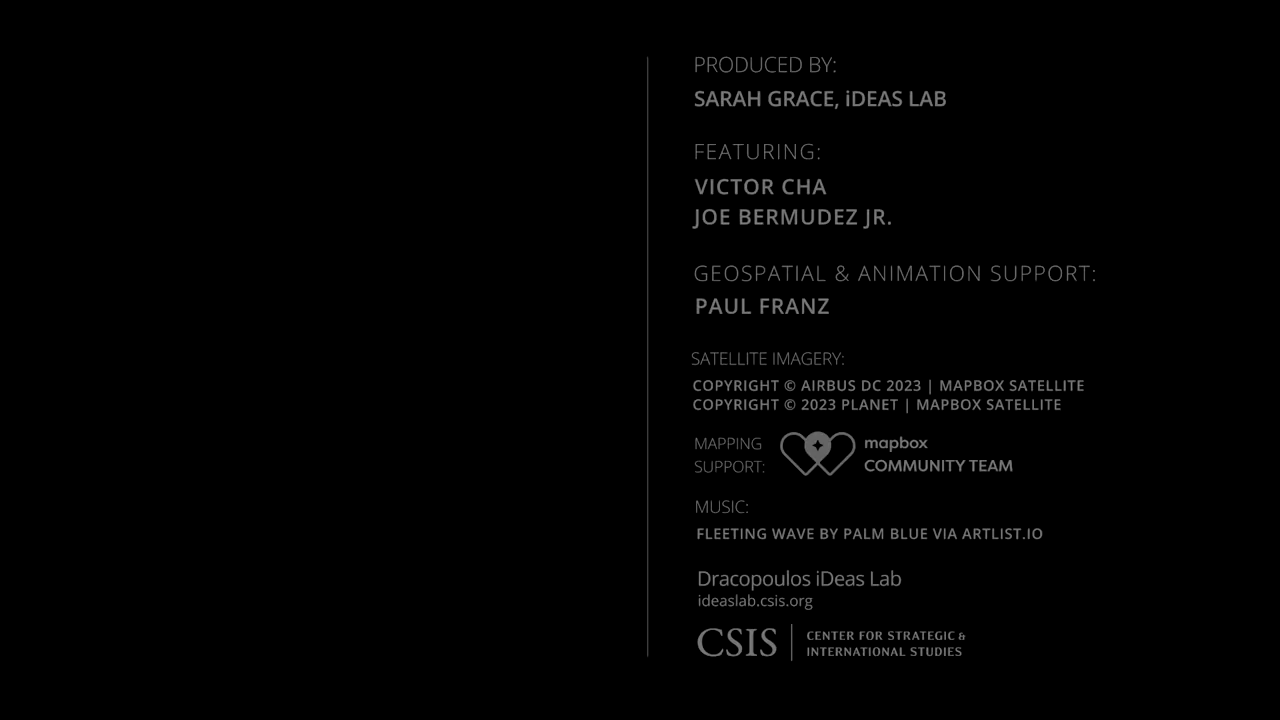 PRODUCED BY:
SARAH GRACE, iDEAS LAB
FEATURING:
VICTOR CHA
JOE BERMUDEZ JR.
GEOSPATIAL & ANIMATION SUPPORT:
PAUL FRANZ
SATELLITE IMAGERY:
COPYRIGHT © AIRBUS DC 2023 | MAPBOX SATELLITE
COPYRIGHT © 2023 PLANET | MAPBOX SATELLITE
MAPPING
SUPPORT:
mapbox
COMMUNITY TEAM
MUSIC:
FLEETING WAVE BY PALM BLUE VIA ARTLIST.IO
Dracopoulos iDeas Lab
ideaslab.csis.org
CSIS
CENTER FOR STRATEGIC &
INTERNATIONAL STUDIES